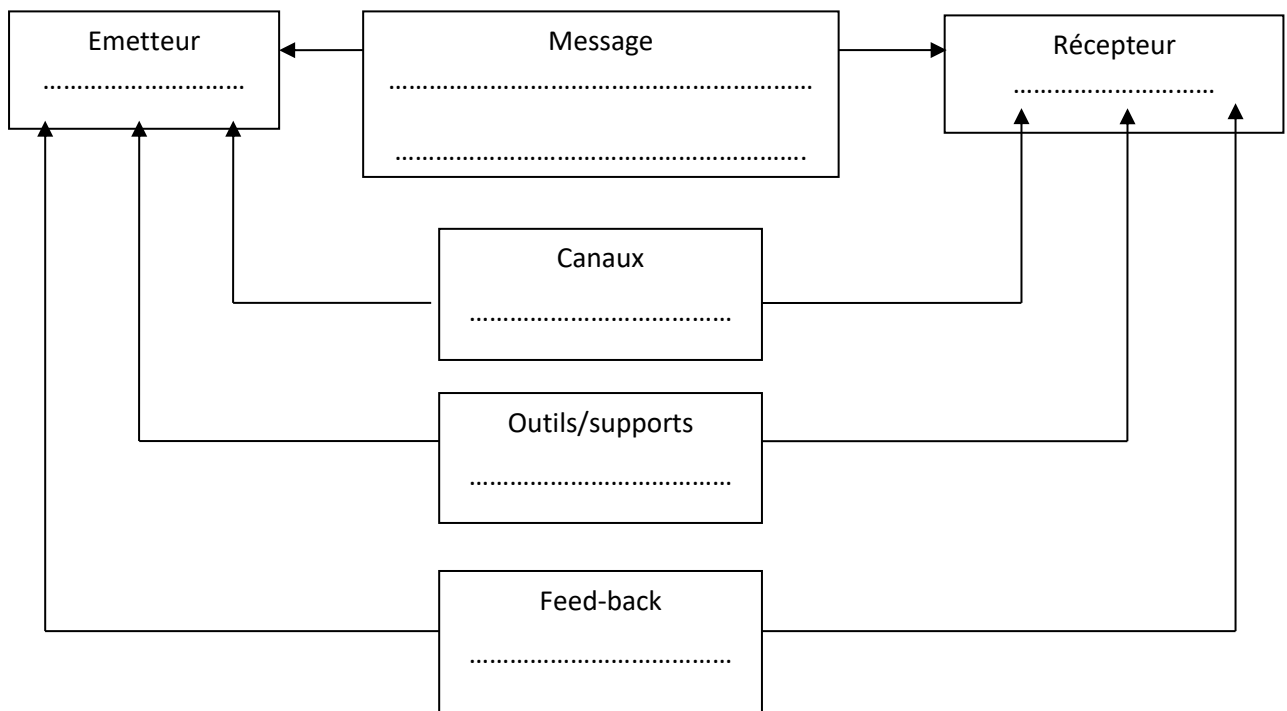 Emetteur
……………………………
Message
……………………………………………………………
………………………………………………………….
Récepteur
……………………………
Canaux
……………………………………
Outils/supports
……………………………………
Feed-back
……………………………………